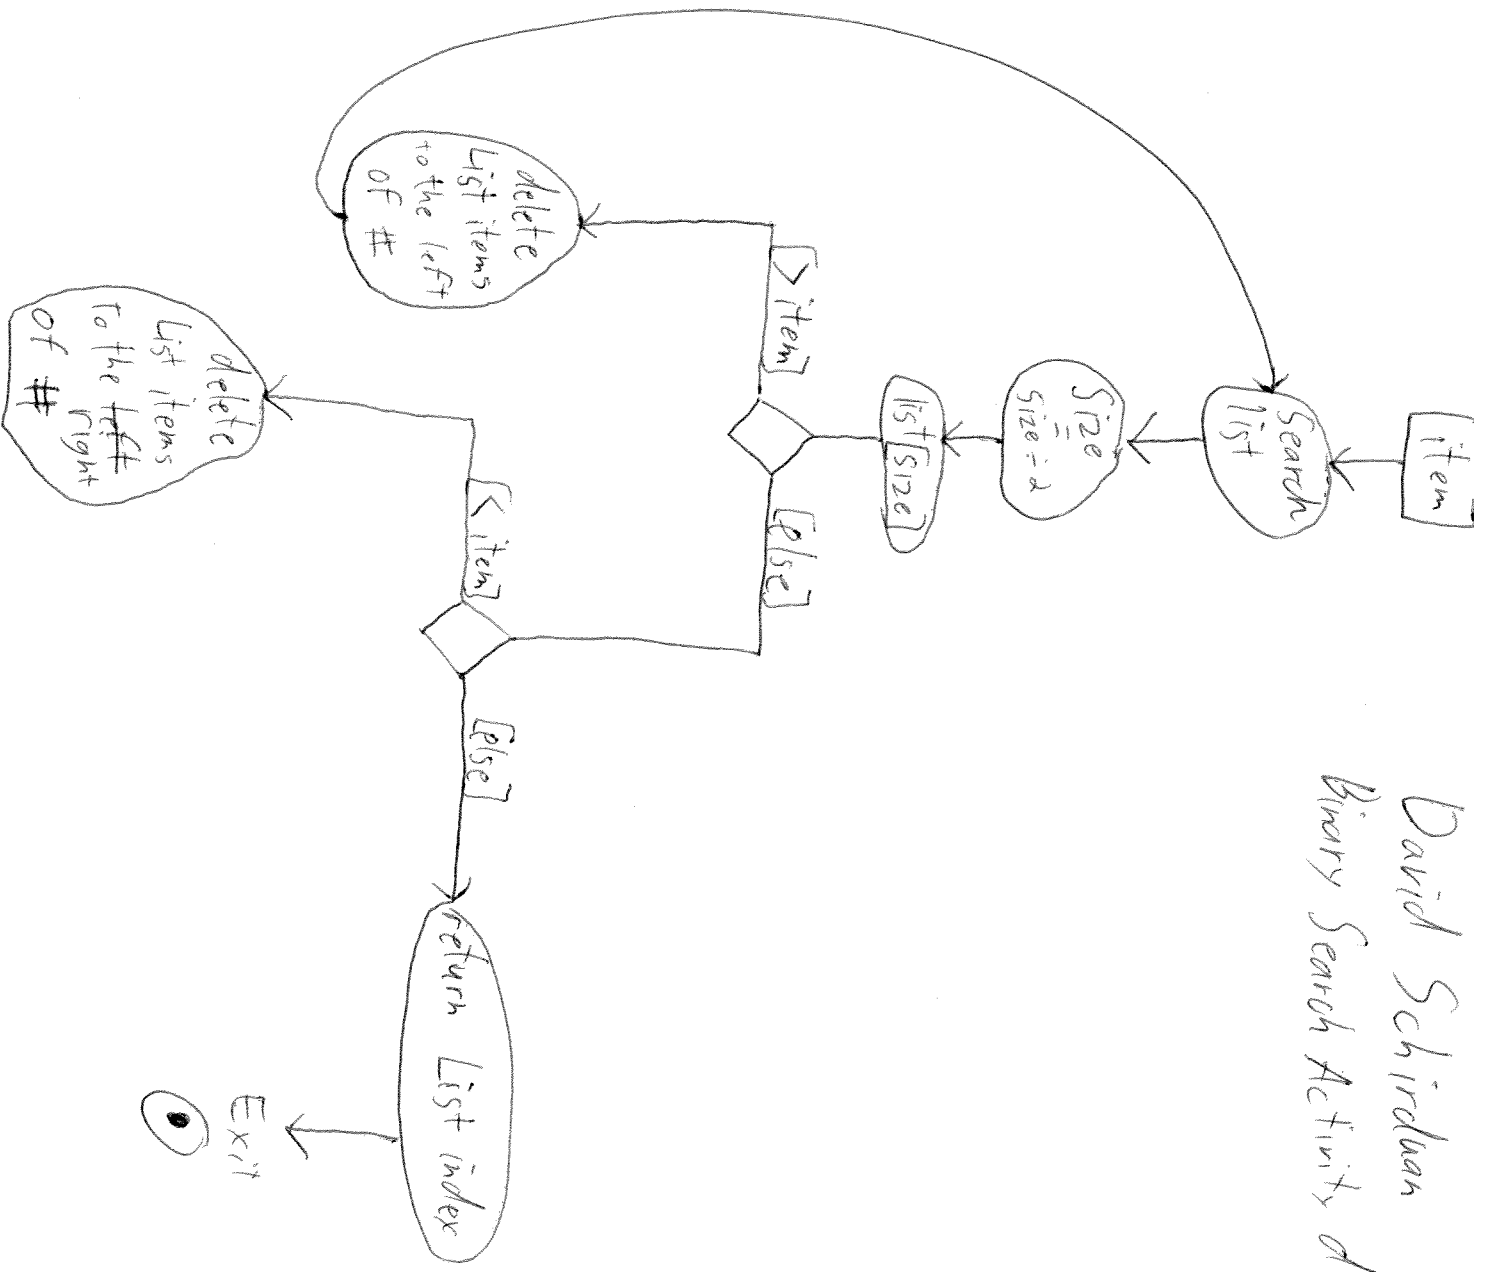 David Schirduan
Binary Search Activity d
item
Search
list
Size
=
size ÷ 2
list[size]
[> item]
[else]
delete
List items
to the left
of #
[< item]
[else]
delete
List items
To the left
right
of #
return List index
Exit